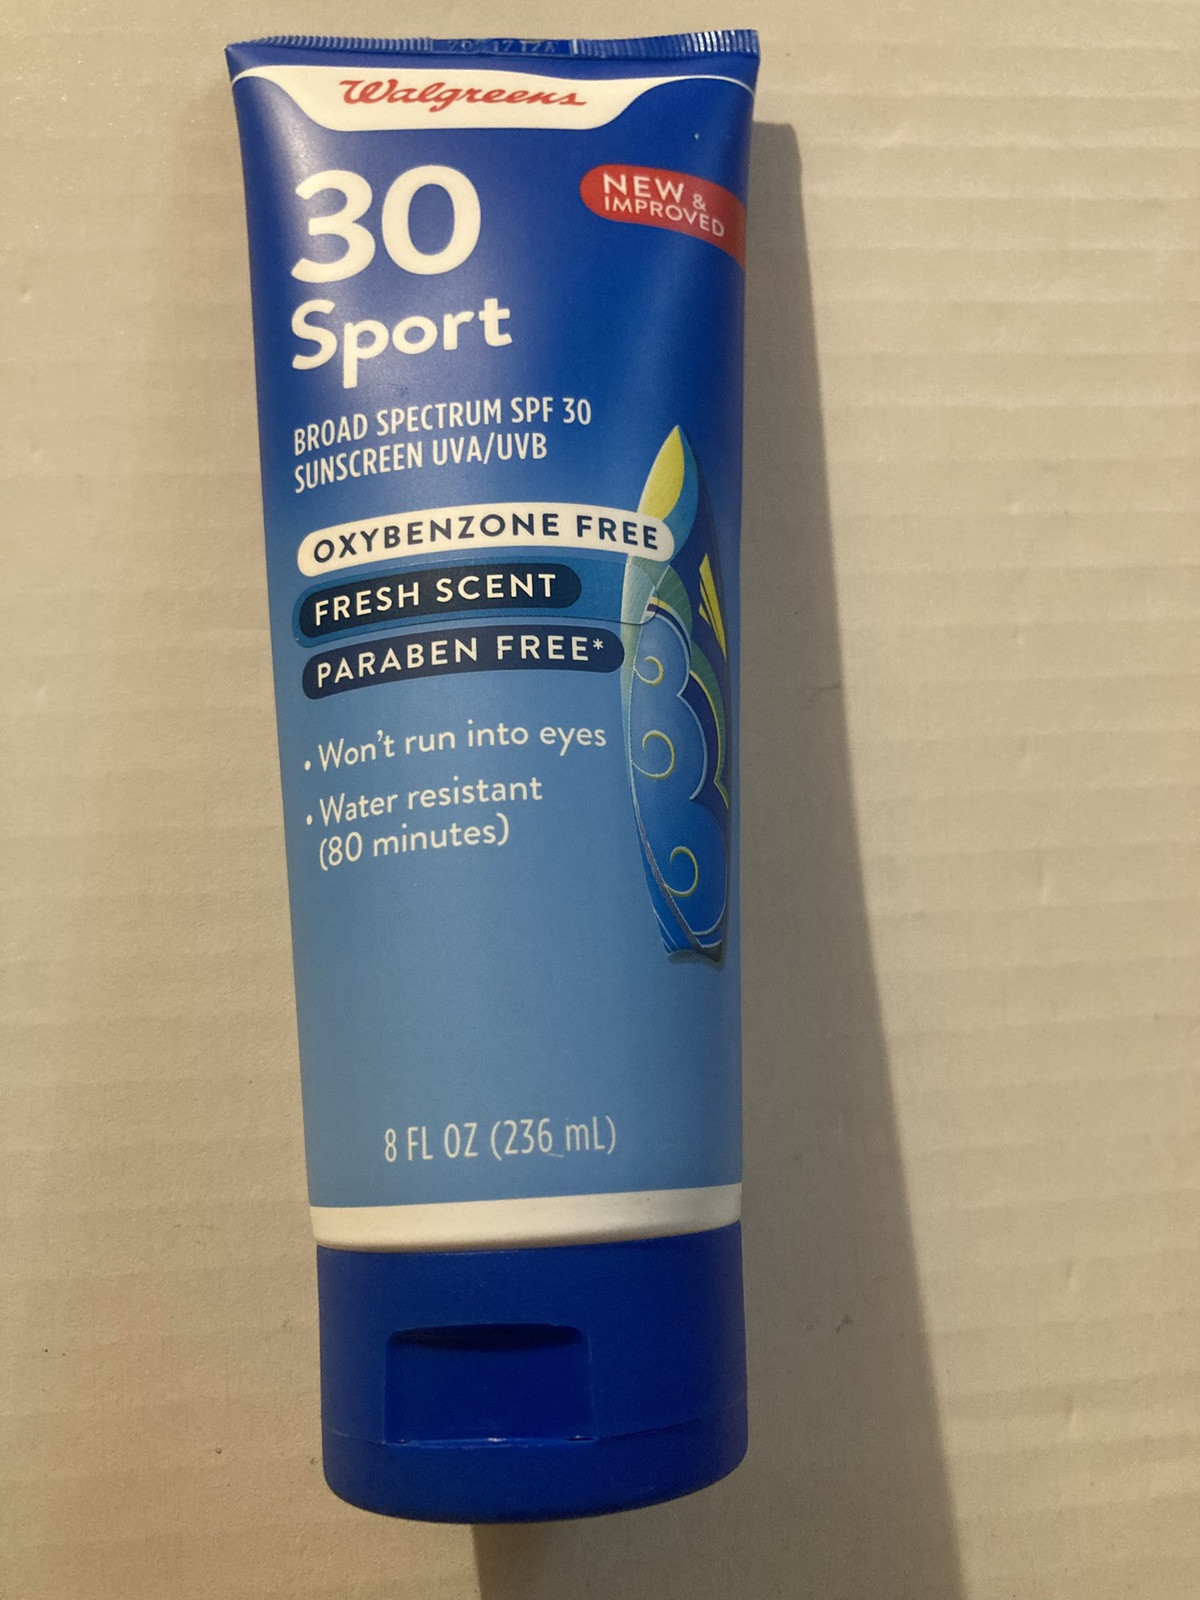 Walgreens
30
Sport
NEW &
IMPROVED
BROAD SPECTRUM SPF 30
SUNSCREEN UVA/UVB
OXYBENZONE FREE
FRESH SCENT
PARABEN FREE*
• Won't run into eyes
• Water resistant
(80 minutes)
8 FL OZ (236 mL)